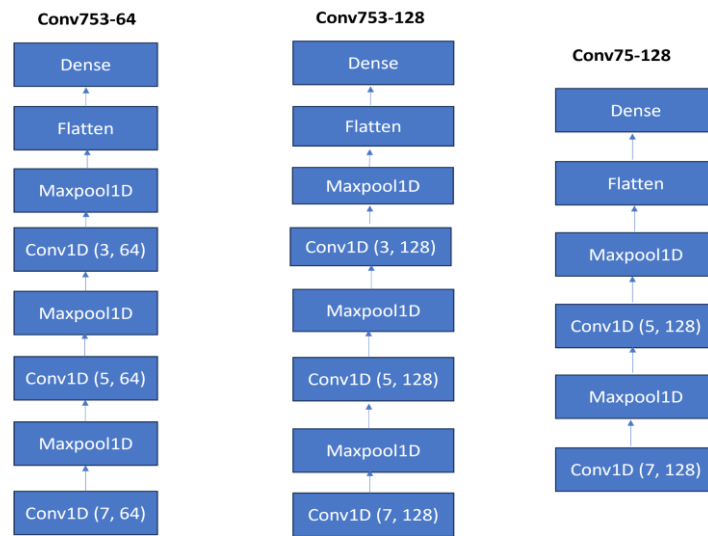 Conv753-64
Dense
Flatten
Maxpool1D
Conv1D (3, 64)
Maxpool1D
Conv1D (5, 64)
Maxpool1D
Conv1D (7, 64)
Conv753-128
Dense
Flatten
Maxpool1D
Conv1D (3, 128)
Maxpool1D
Conv1D (5, 128)
Maxpool1D
Conv1D (7, 128)
Conv75-128
Dense
Flatten
Maxpool1D
Conv1D (5, 128)
Maxpool1D
Conv1D (7, 128)